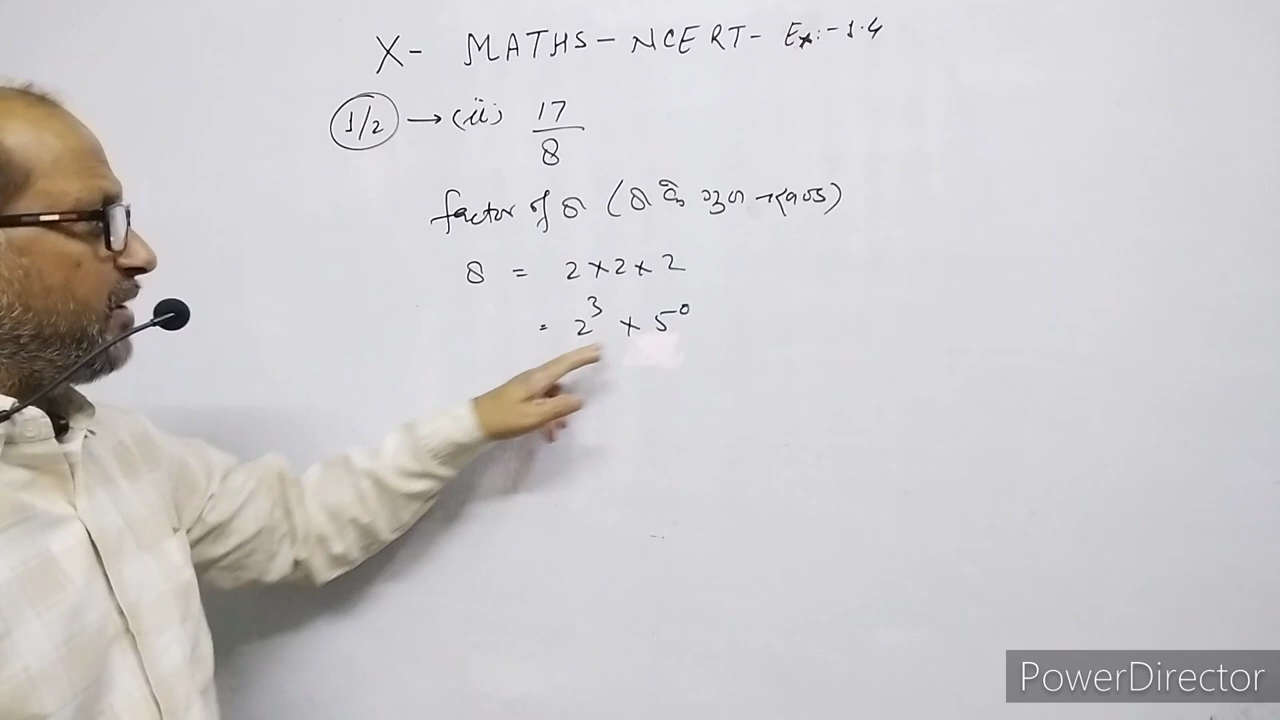 X- MATHS - NCERT - Ex:- 1.4
1/2 → (ii) 17/8
factor of 8 (8 के
8 = 2×2×2
= 2³ × 5⁰
PowerDirector